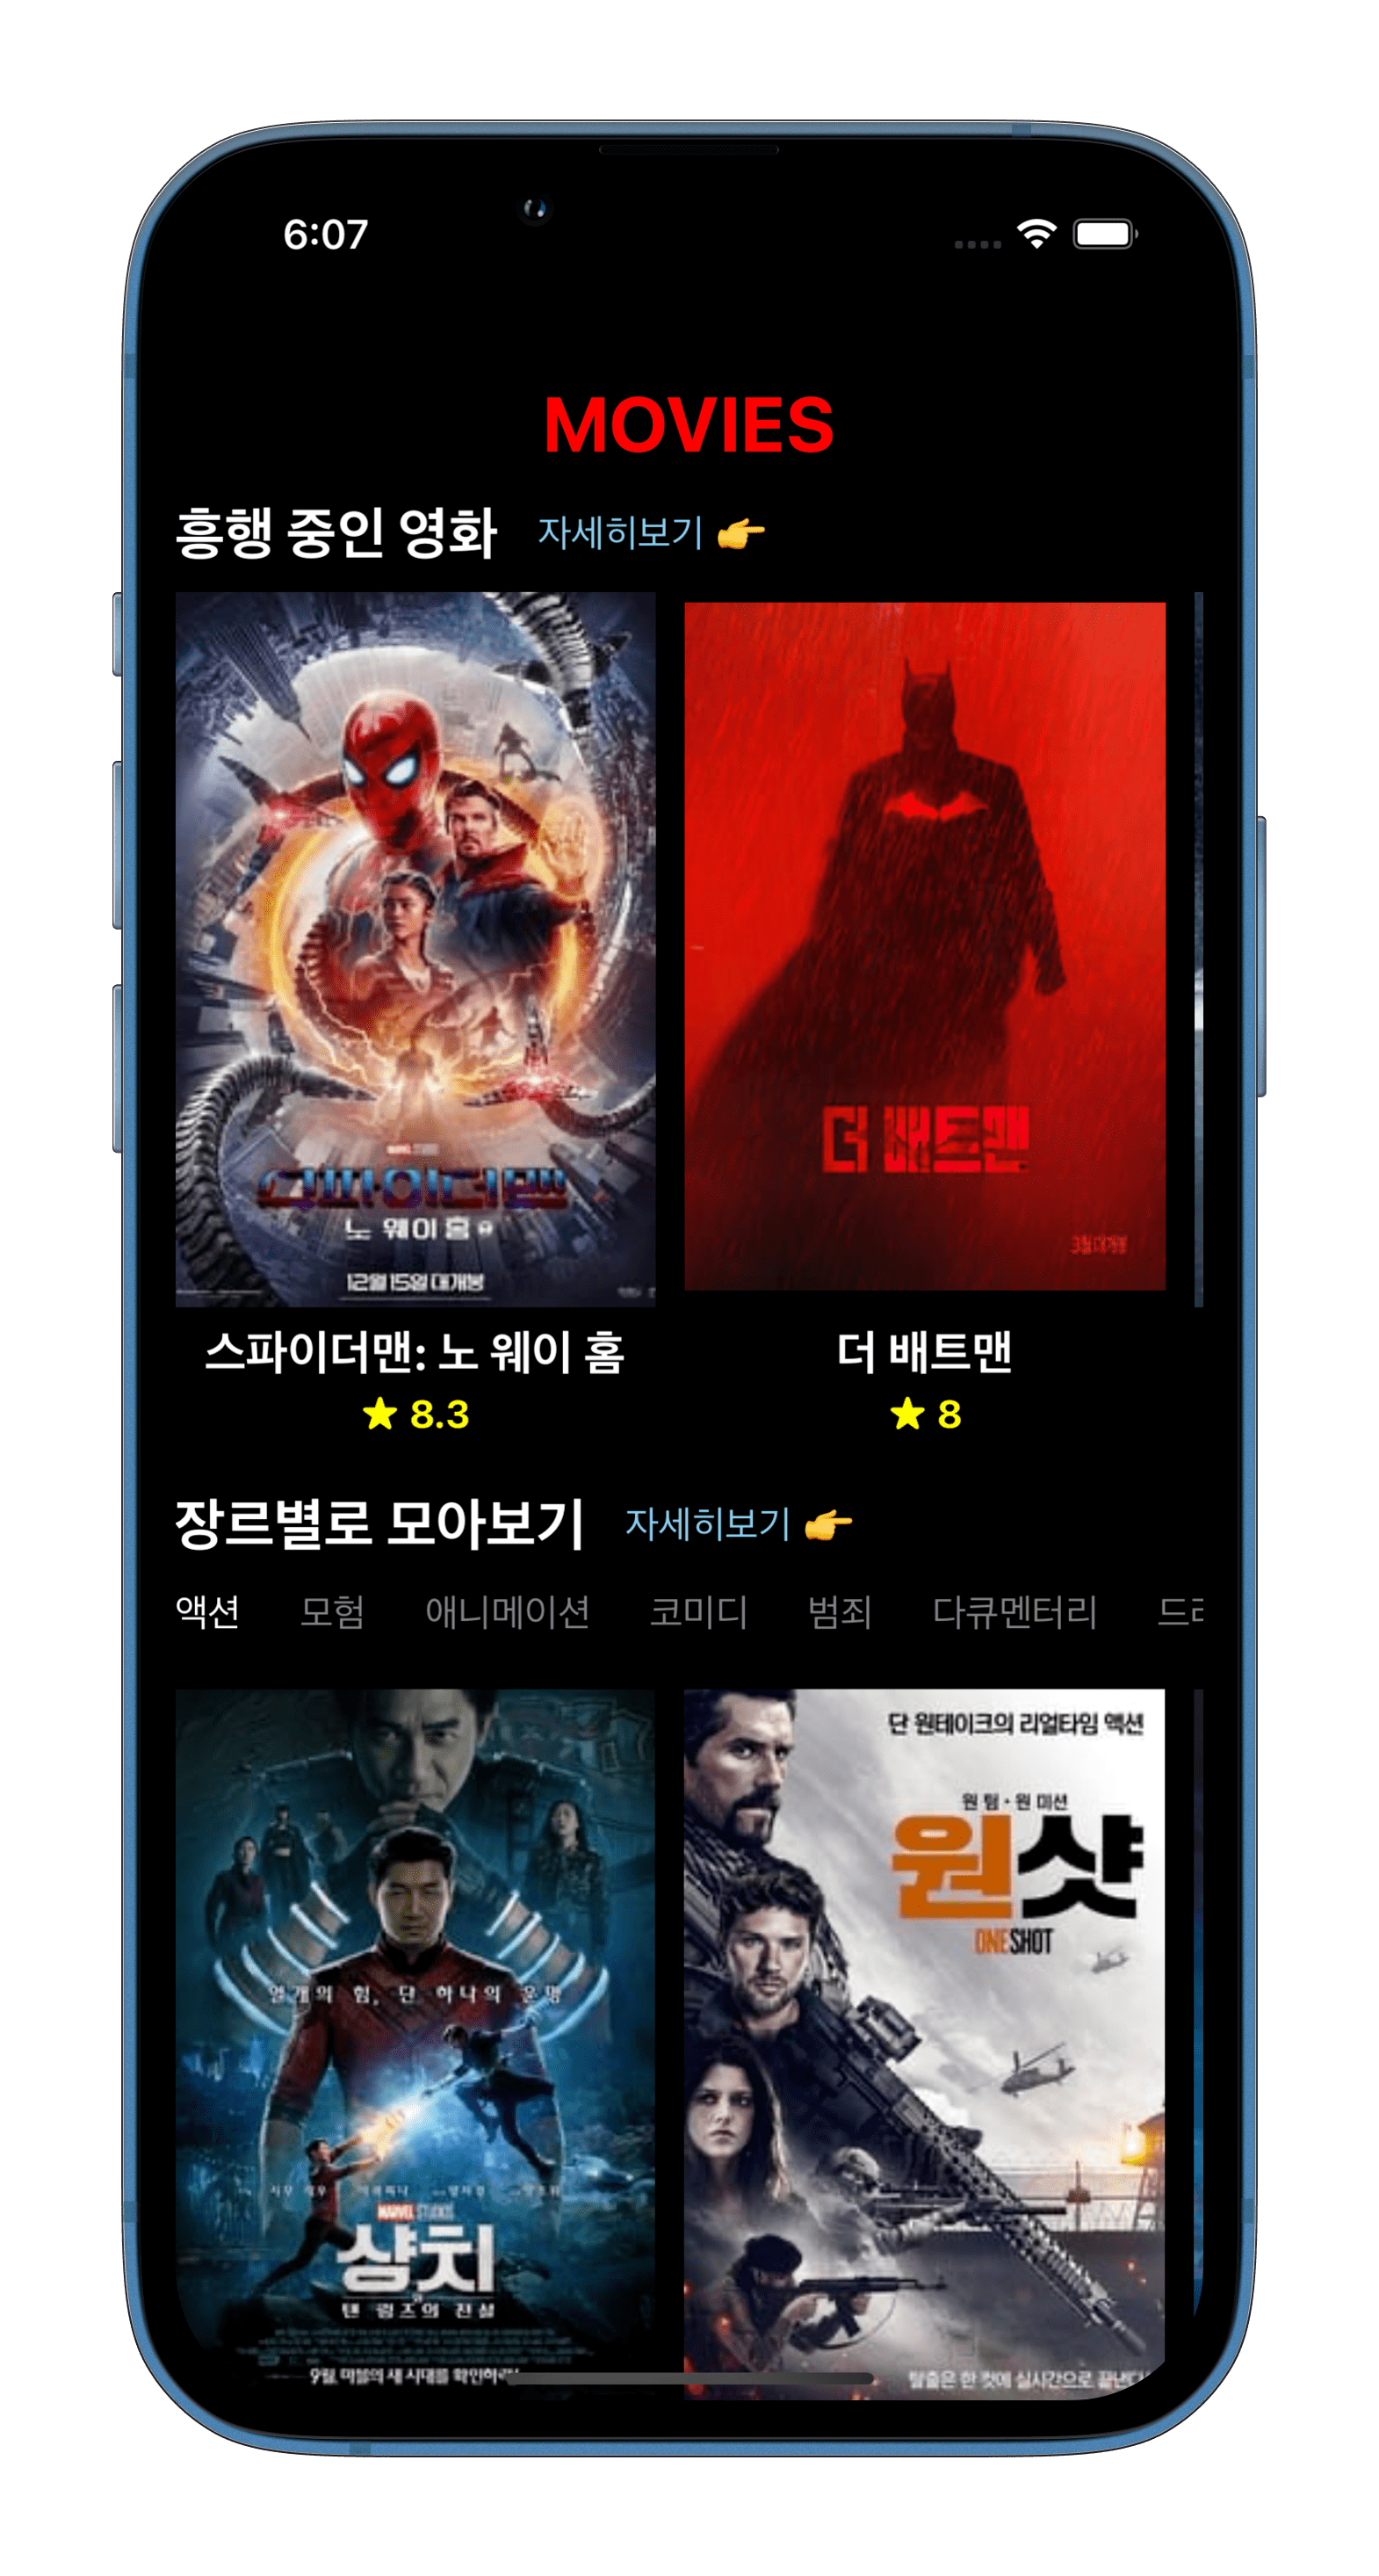 6:07
MOVIES
흥행 중인 영화 자세히보기 👉
스파이더맨
노 웨이 홈
12월 15일 대개봉
더 배트맨
3월 대개봉
스파이더맨: 노 웨이 홈
★ 8.3
더 배트맨
★ 8
장르별로 모아보기 자세히보기 👉
액션 모험 애니메이션 코미디 범죄 다큐멘터리
열 개의 힘, 단 하나의 운명
MARVEL STUDIOS
샹치
텐 링즈의 전설
9월, 마블의 새 시대를 확인하라
단 원테이크의 리얼타임 액션
원 팀 · 원 미션
원샷
ONE SHOT
탈출은 한 컷에 실시간으로 끝낸다